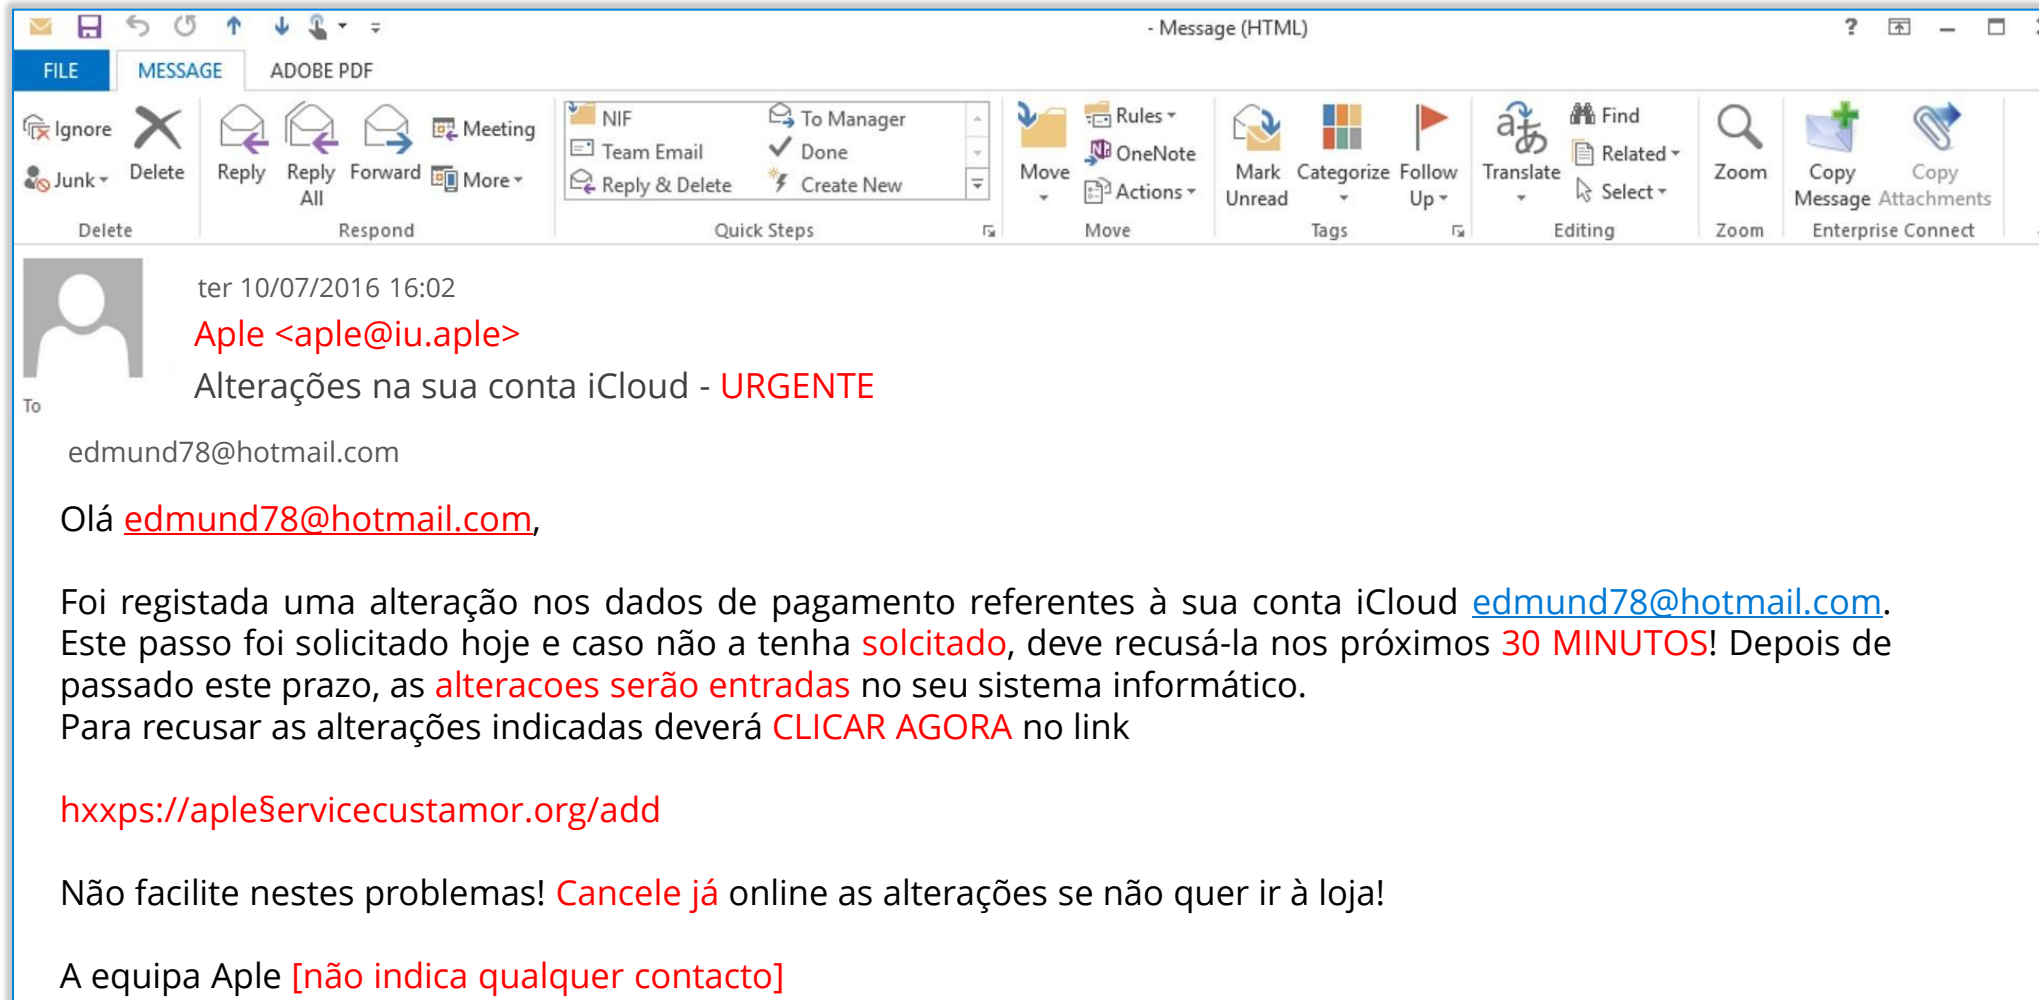 - Message (HTML)
?
FILE
MESSAGE
ADOBE PDF
Ignore
Junk
Delete
Delete
Reply
Reply
All
Forward
Meeting
More
Respond
NIF
Team Email
Reply & Delete
To Manager
Done
Create New
Quick Steps
Move
Rules
OneNote
Actions
Move
Mark
Unread
Categorize
Follow
Up
Tags
Translate
Find
Related
Select
Editing
Zoom
Zoom
Copy
Message
Copy
Attachments
Enterprise Connect
ter 10/07/2016 16:02
Aple <aple@iu.aple>
Alterações na sua conta iCloud - URGENTE
To
edmund78@hotmail.com
Olá edmund78@hotmail.com,
Foi registada uma alteração nos dados de pagamento referentes à sua conta iCloud edmund78@hotmail.com.
Este passo foi solicitado hoje e caso não a tenha solcitado, deve recusá-la nos próximos 30 MINUTOS! Depois de
passado este prazo, as alteracoes serão entradas no seu sistema informático.
Para recusar as alterações indicadas deverá CLICAR AGORA no link
hxxps://aple§ervicecustamor.org/add
Não facilite nestes problemas! Cancele já online as alterações se não quer ir à loja!
A equipa Aple [não indica qualquer contacto]